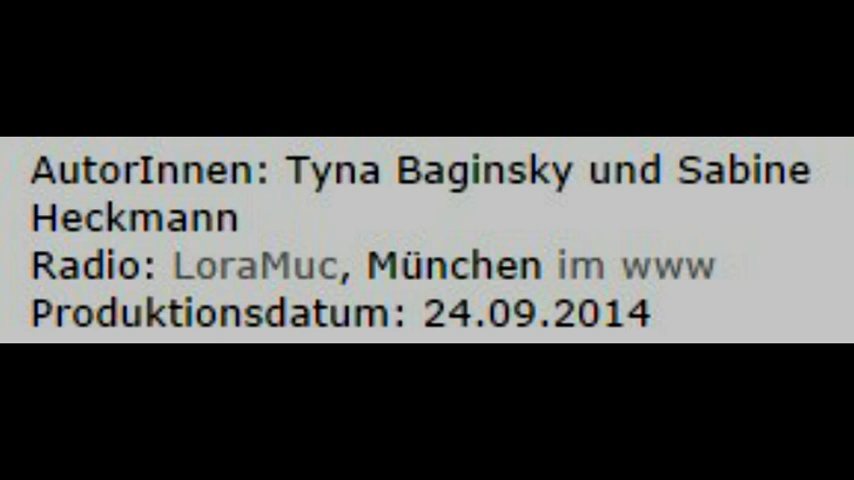 AutorInnen: Tyna Baginsky und Sabine
Heckmann
Radio: LoraMuc, München im www
Produktionsdatum: 24.09.2014